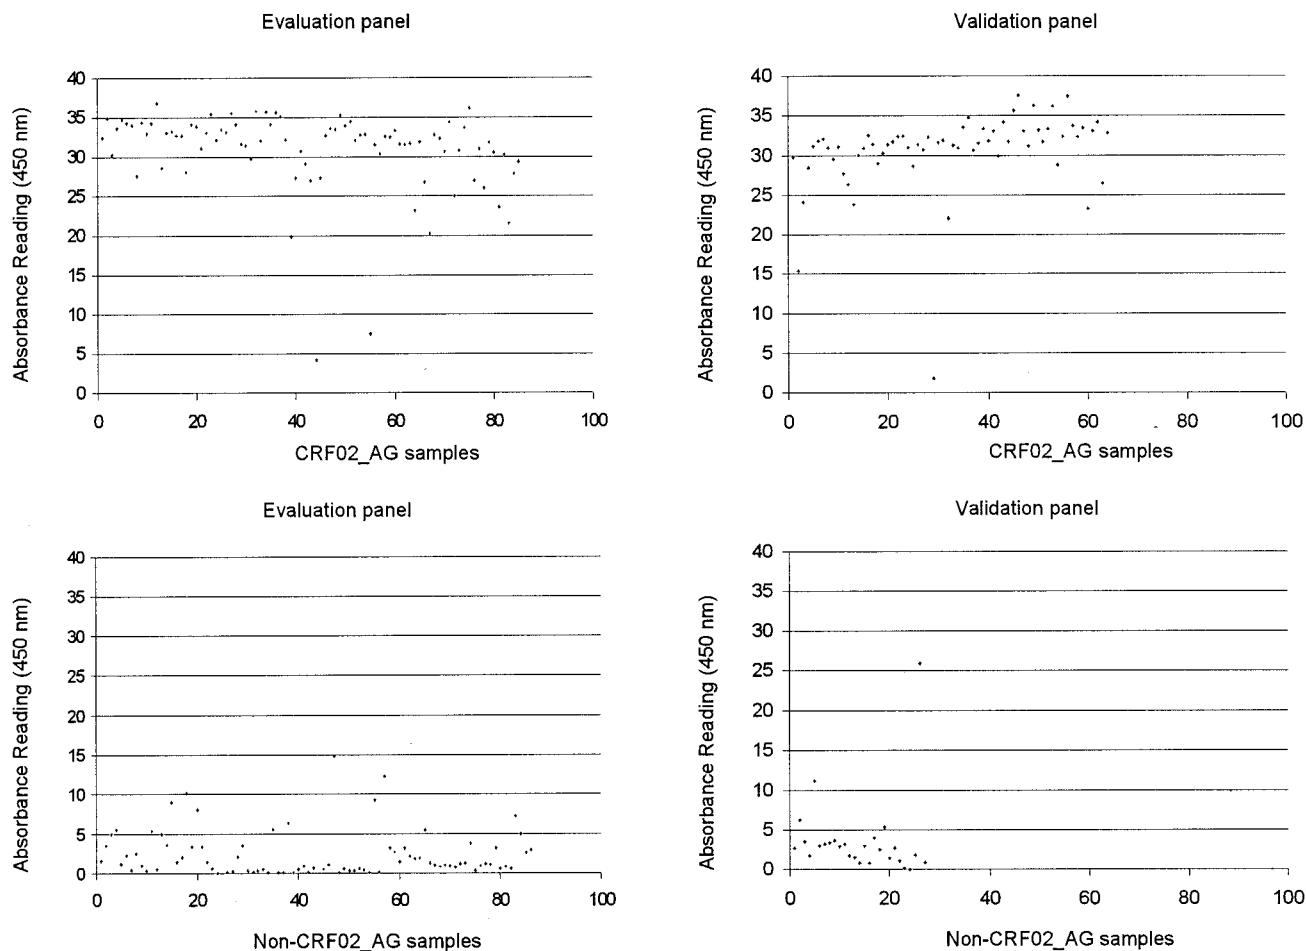 Evaluation panel
Absorbance Reading (450 nm)
40
35
30
25
20
15
10
5
0
0 20 40 60 80 100
CRF02_AG samples
Validation panel
Absorbance Reading (450 nm)
40
35
30
25
20
15
10
5
0
0 20 40 60 80 100
CRF02_AG samples
Evaluation panel
Absorbance Reading (450 nm)
40
35
30
25
20
15
10
5
0
0 20 40 60 80 100
Non-CRF02_AG samples
Validation panel
Absorbance Reading (450 nm)
40
35
30
25
20
15
10
5
0
0 20 40 60 80 100
Non-CRF02_AG samples